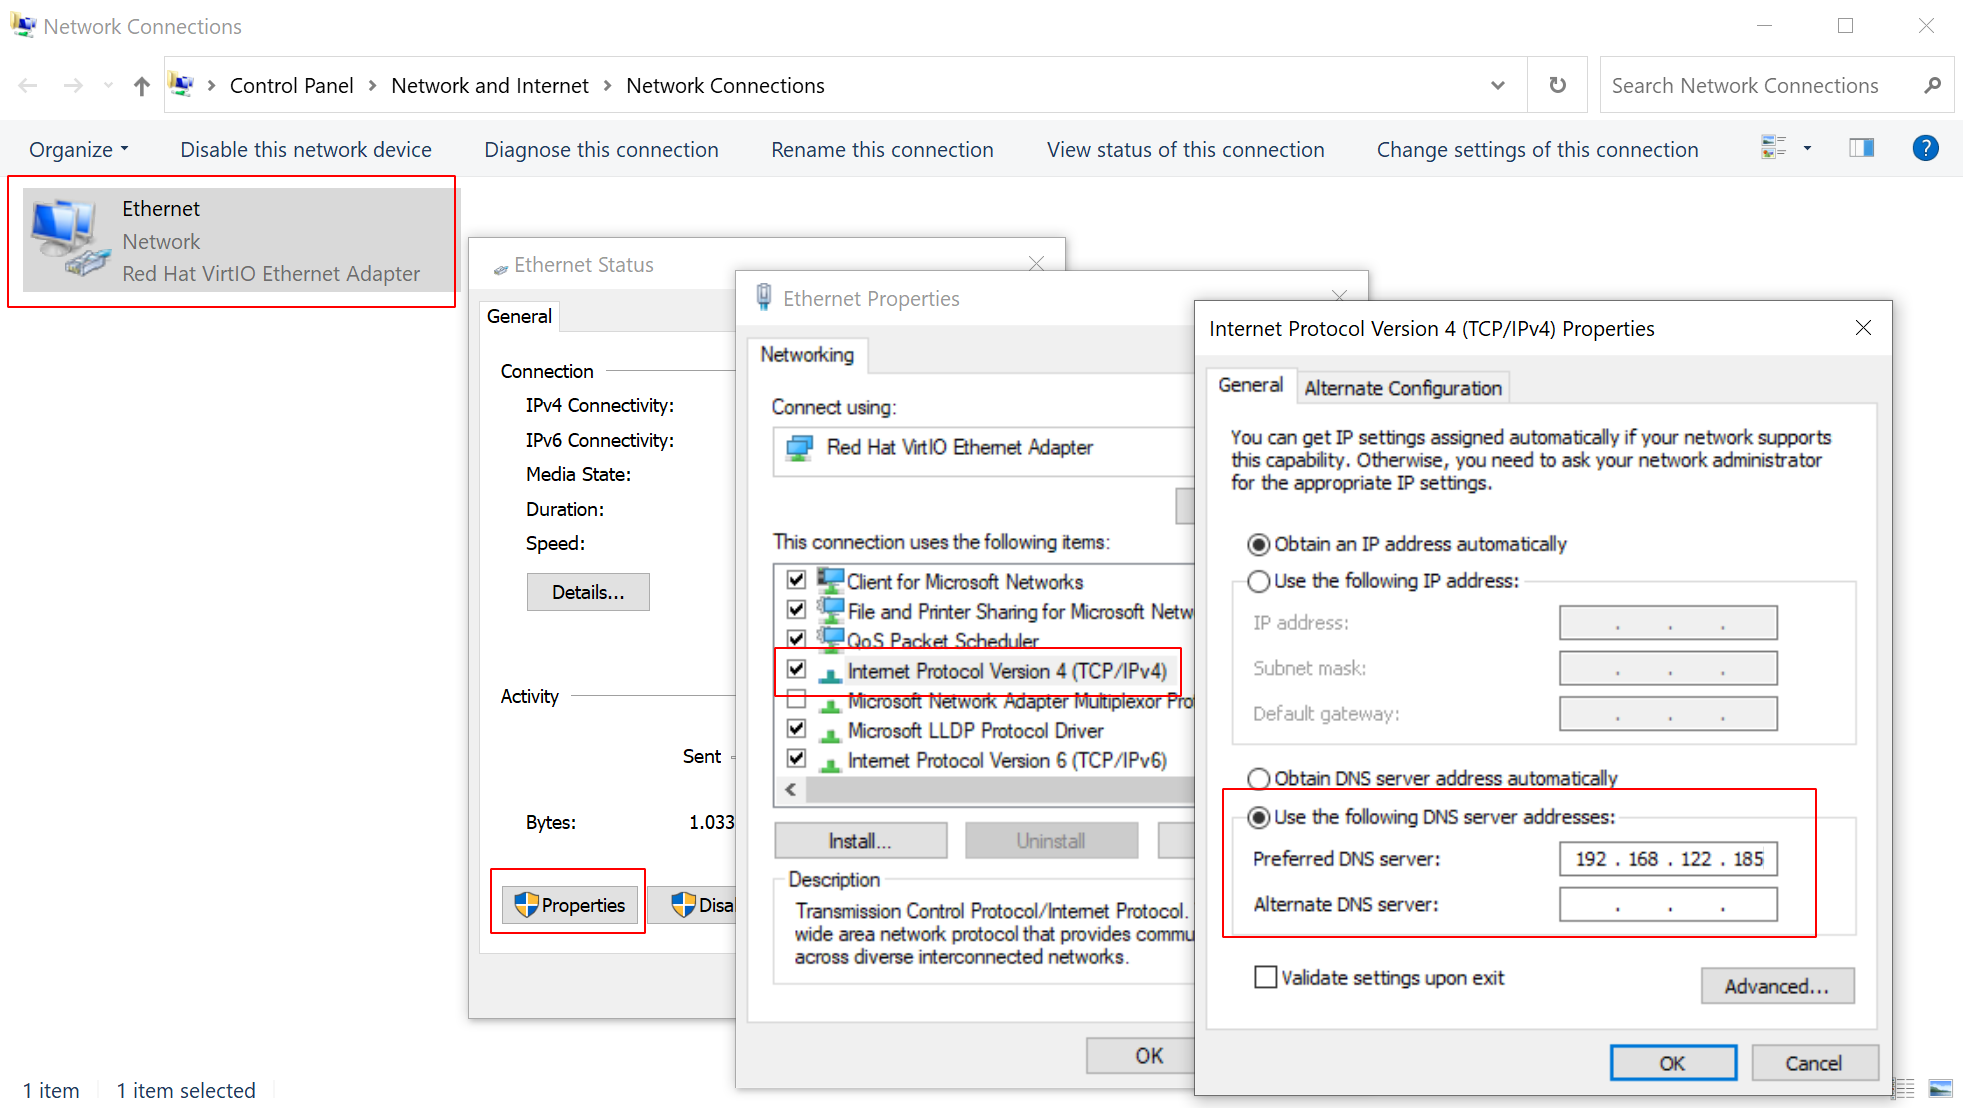 Network Connections
Control Panel > Network and Internet > Network Connections
Search Network Connections
Organize
Disable this network device
Diagnose this connection
Rename this connection
View status of this connection
Change settings of this connection
?
Ethernet
Network
Red Hat VirtIO Ethernet Adapter
Ethernet Status
General
Connection
IPv4 Connectivity:
IPv6 Connectivity:
Media State:
Duration:
Speed:
Details...
Activity
Sent
Bytes: 1.033
Properties
Disal
Ethernet Properties
Networking
Connect using:
Red Hat VirtIO Ethernet Adapter
This connection uses the following items:
Client for Microsoft Networks
File and Printer Sharing for Microsoft Netw
QoS Packet Scheduler
Internet Protocol Version 4 (TCP/IPv4)
Microsoft Network Adapter Multiplexor Pro
Microsoft LLDP Protocol Driver
Internet Protocol Version 6 (TCP/IPv6)
Install...
Uninstall
Description
Transmission Control Protocol/Internet Protocol.
wide area network protocol that provides commu
across diverse interconnected networks.
OK
Internet Protocol Version 4 (TCP/IPv4) Properties
General
Alternate Configuration
You can get IP settings assigned automatically if your network supports
this capability. Otherwise, you need to ask your network administrator
for the appropriate IP settings.
Obtain an IP address automatically
Use the following IP address:
IP address: . . .
Subnet mask: . . .
Default gateway: . . .
Obtain DNS server address automatically
Use the following DNS server addresses:
Preferred DNS server: 192 . 168 . 122 . 185
Alternate DNS server: . . .
Validate settings upon exit
Advanced...
OK
Cancel
1 item
1 item selected